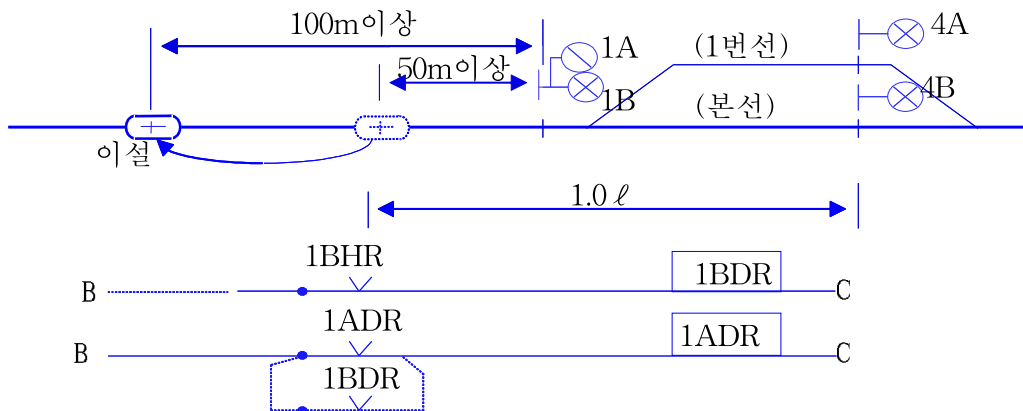 100m이상
4A
1A
(1번선)
50m이상
1B
4B
(본선)
이설
1.0ℓ
1BHR
B
1BDR
C
1ADR
B
1ADR
C
1BDR